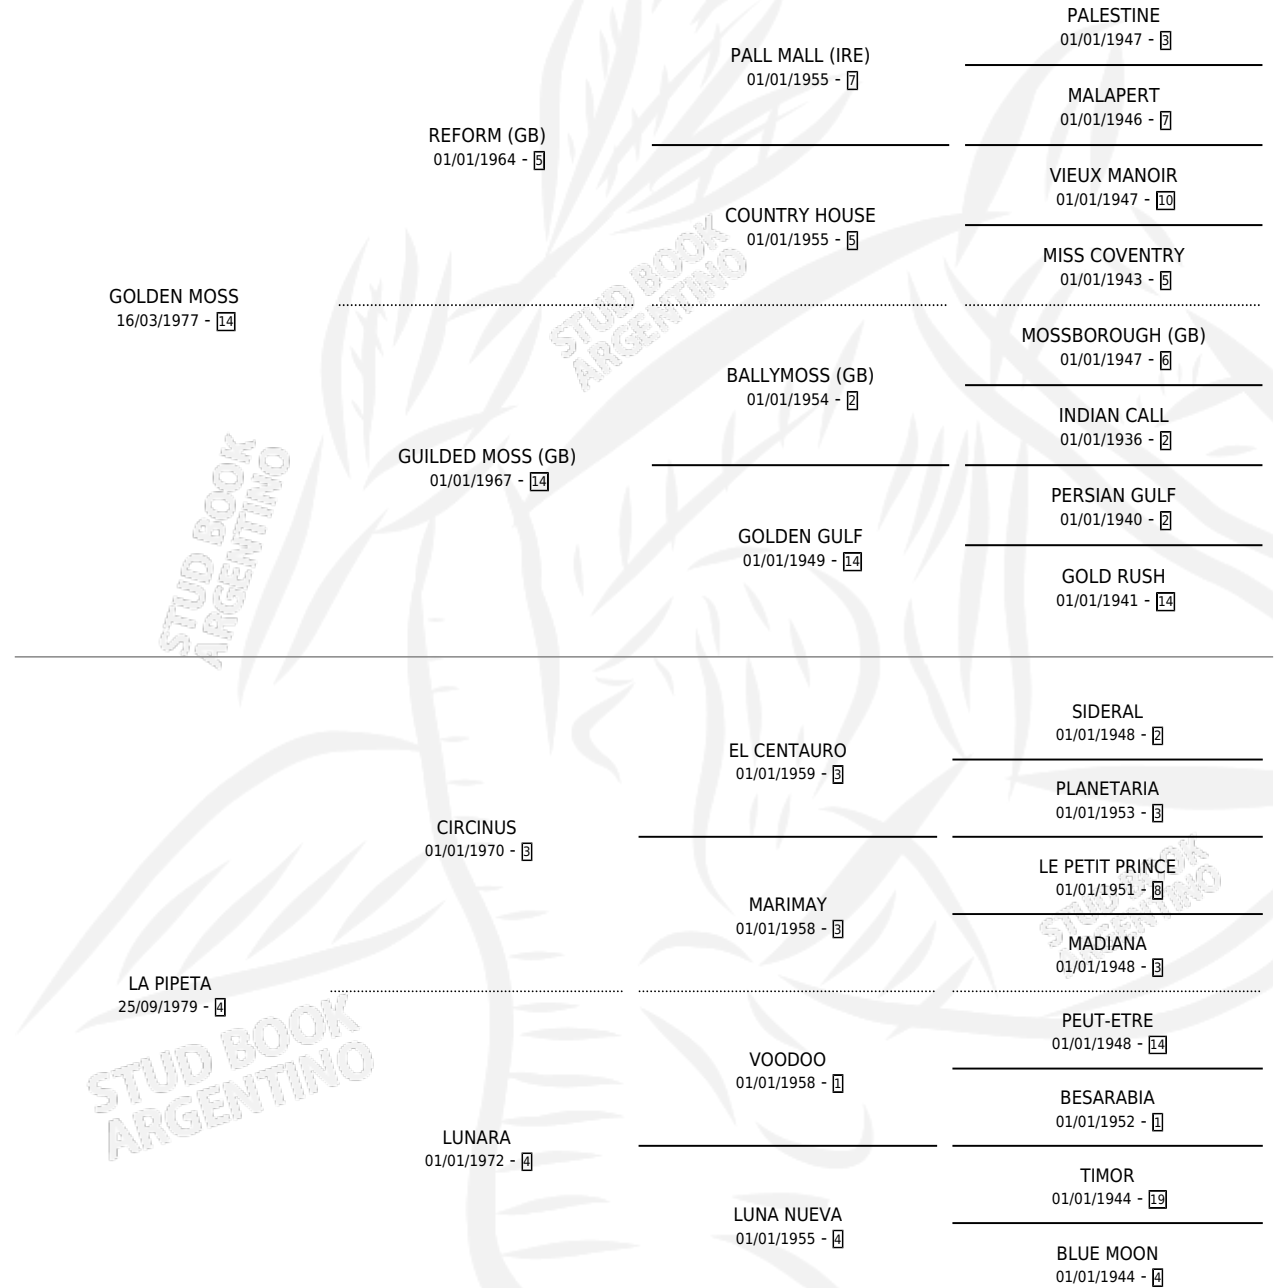 PALESTINE
01/01/1947 - 3
PALL MALL (IRE)
01/01/1955 - 7
MALAPERT
01/01/1946 - 7
REFORM (GB)
01/01/1964 - 5
VIEUX MANOIR
01/01/1947 - 10
COUNTRY HOUSE
01/01/1955 - 5
MISS COVENTRY
01/01/1943 - 5
GOLDEN MOSS
16/03/1977 - 14
STUD BOOK
ARGENTINO
MOSSBOROUGH (GB)
01/01/1947 - 6
BALLYMOSS (GB)
01/01/1954 - 2
INDIAN CALL
01/01/1936 - 2
GUILDED MOSS (GB)
01/01/1967 - 14
PERSIAN GULF
01/01/1940 - 2
GOLDEN GULF
01/01/1949 - 14
GOLD RUSH
01/01/1941 - 14
STUD BOOK
ARGENTINO
SIDERAL
01/01/1948 - 2
EL CENTAURO
01/01/1959 - 3
PLANETARIA
01/01/1953 - 3
CIRCINUS
01/01/1970 - 3
LE PETIT PRINCE
01/01/1951 - 8
MARIMAY
01/01/1958 - 3
MADIANA
01/01/1948 - 3
STUD BOOK
ARGENTINO
LA PIPETA
25/09/1979 - 4
PEUT-ETRE
01/01/1948 - 14
VOODOO
01/01/1958 - 1
BESARABIA
01/01/1952 - 1
STUD BOOK
ARGENTINO
LUNARA
01/01/1972 - 4
TIMOR
01/01/1944 - 19
LUNA NUEVA
01/01/1955 - 4
BLUE MOON
01/01/1944 - 4